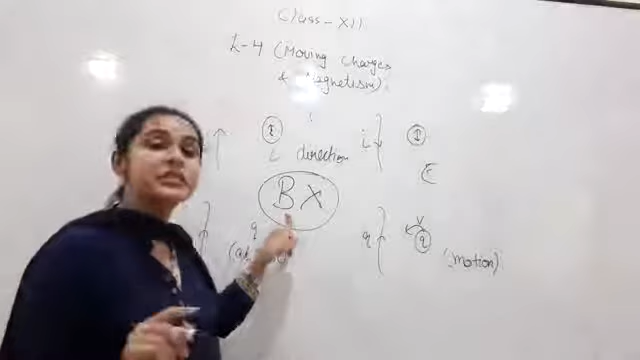 Class-XII
L-4 (Moving Charges
& Magnetism)
I
i direction
i
I
E
B X
q
q
v
q
(motion)